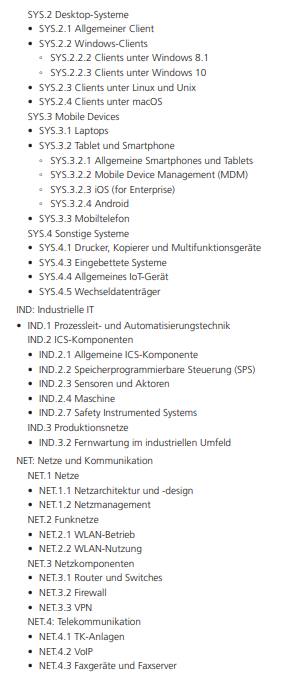 SYS.2 Desktop-Systeme
• SYS.2.1 Allgemeiner Client
• SYS.2.2 Windows-Clients
◦ SYS.2.2.2 Clients unter Windows 8.1
◦ SYS.2.2.3 Clients unter Windows 10
• SYS.2.3 Clients unter Linux und Unix
• SYS.2.4 Clients unter macOS
SYS.3 Mobile Devices
• SYS.3.1 Laptops
• SYS.3.2 Tablet und Smartphone
◦ SYS.3.2.1 Allgemeine Smartphones und Tablets
◦ SYS.3.2.2 Mobile Device Management (MDM)
◦ SYS.3.2.3 iOS (for Enterprise)
◦ SYS.3.2.4 Android
• SYS.3.3 Mobiltelefon
SYS.4 Sonstige Systeme
• SYS.4.1 Drucker, Kopierer und Multifunktionsgeräte
• SYS.4.3 Eingebettete Systeme
• SYS.4.4 Allgemeines IoT-Gerät
• SYS.4.5 Wechseldatenträger
IND: Industrielle IT
• IND.1 Prozessleit- und Automatisierungstechnik
IND.2 ICS-Komponenten
• IND.2.1 Allgemeine ICS-Komponente
• IND.2.2 Speicherprogrammierbare Steuerung (SPS)
• IND.2.3 Sensoren und Aktoren
• IND.2.4 Maschine
• IND.2.7 Safety Instrumented Systems
IND.3 Produktionsnetze
• IND.3.2 Fernwartung im industriellen Umfeld
NET: Netze und Kommunikation
NET.1 Netze
• NET.1.1 Netzarchitektur und -design
• NET.1.2 Netzmanagement
NET.2 Funknetze
• NET.2.1 WLAN-Betrieb
• NET.2.2 WLAN-Nutzung
NET.3 Netzkomponenten
• NET.3.1 Router und Switches
• NET.3.2 Firewall
• NET.3.3 VPN
NET.4: Telekommunikation
• NET.4.1 TK-Anlagen
• NET.4.2 VoIP
• NET.4.3 Faxgeräte und Faxserver